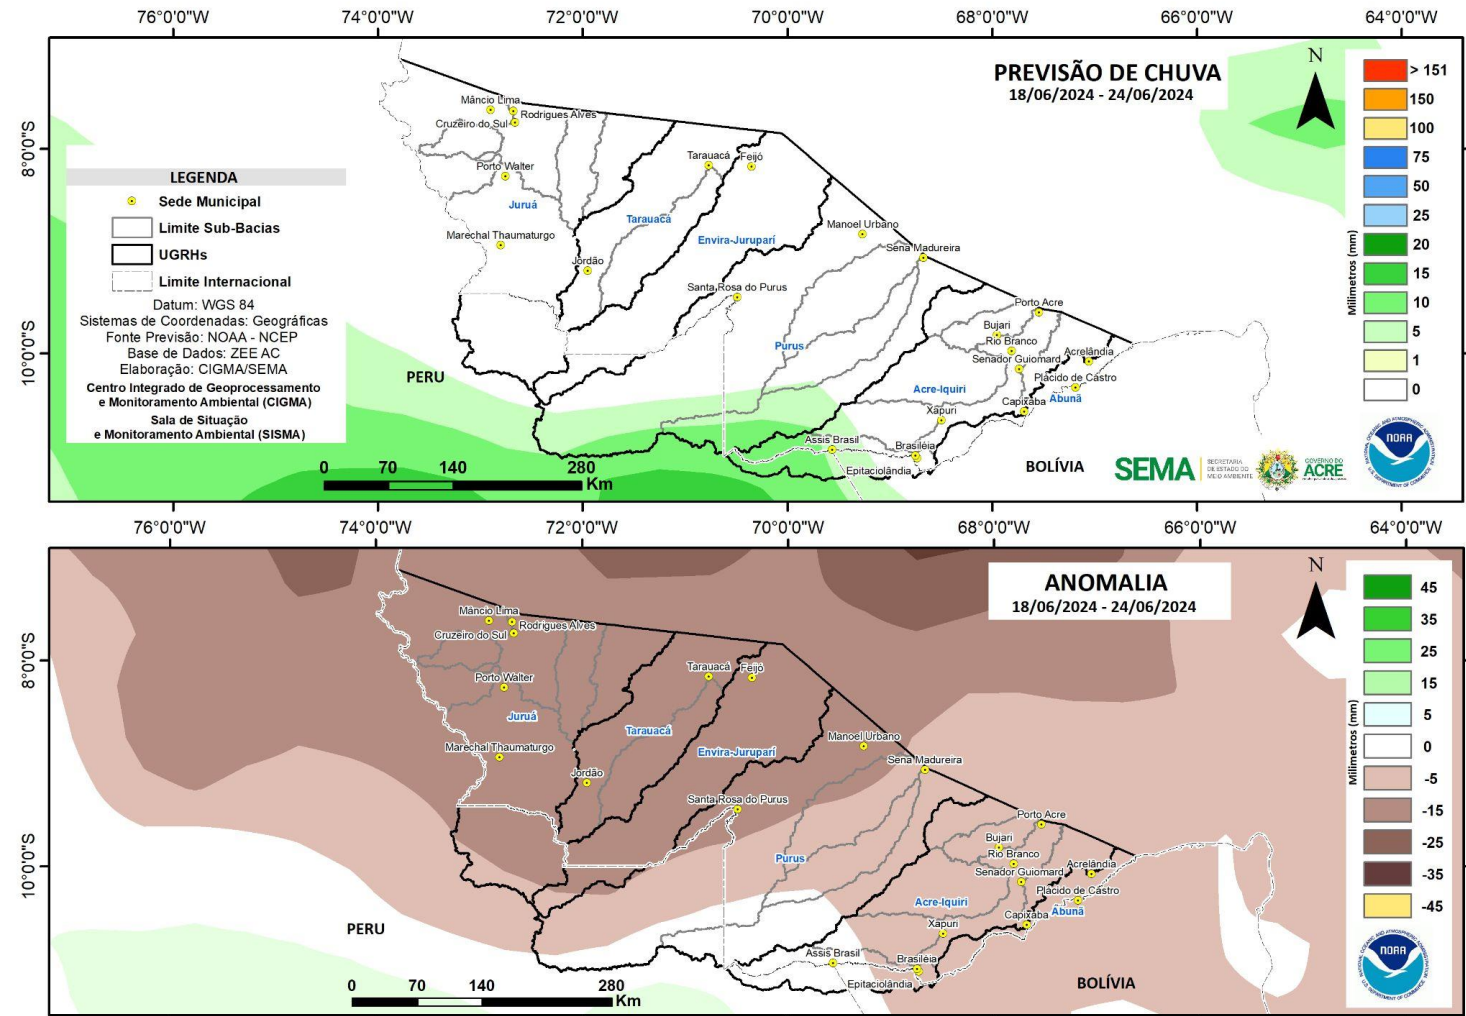 76°0'0"W 74°0'0"W 72°0'0"W 70°0'0"W 68°0'0"W 66°0'0"W 64°0'0"W
PREVISÃO DE CHUVA
18/06/2024 - 24/06/2024
N
8°0'0"S
10°0'0"S
LEGENDA
Sede Municipal
Limite Sub-Bacias
UGRHs
Limite Internacional
Datum: WGS 84
Sistemas de Coordenadas: Geográficas
Fonte Previsão: NOAA - NCEP
Base de Dados: ZEE AC
Elaboração: CIGMA/SEMA
Centro Integrado de Geoprocessamento
e Monitoramento Ambiental (CIGMA)
Sala de Situação
e Monitoramento Ambiental (SISMA)
Mâncio Lima
Rodrigues Alves
Cruzeiro do Sul
Porto Walter
Juruá
Marechal Thaumaturgo
Jordão
Tarauacá
Feijó
Tarauacá
Envira-Jurupari
Manoel Urbano
Sena Madureira
Santa Rosa do Purus
Purus
Porto Acre
Bujari
Rio Branco
Senador Guiomard
Acrelândia
Plácido de Castro
Abunã
Acre-Iquiri
Capixaba
Xapuri
Assis Brasil
Brasiléia
Epitaciolândia
PERU
BOLÍVIA
0 70 140 280
Km
Milimetros (mm)
> 151
150
100
75
50
25
20
15
10
5
1
0
SEMA
SECRETARIA
DE ESTADO DO
MEIO AMBIENTE
GOVERNO DO
ACRE
NOAA
76°0'0"W 74°0'0"W 72°0'0"W 70°0'0"W 68°0'0"W 66°0'0"W 64°0'0"W
ANOMALIA
18/06/2024 - 24/06/2024
N
8°0'0"S
10°0'0"S
Mâncio Lima
Rodrigues Alves
Cruzeiro do Sul
Porto Walter
Juruá
Marechal Thaumaturgo
Jordão
Tarauacá
Feijó
Tarauacá
Envira-Jurupari
Manoel Urbano
Sena Madureira
Santa Rosa do Purus
Purus
Porto Acre
Bujari
Rio Branco
Senador Guiomard
Acrelândia
Plácido de Castro
Abunã
Acre-Iquiri
Capixaba
Xapuri
Assis Brasil
Brasiléia
Epitaciolândia
PERU
BOLÍVIA
0 70 140 280
Km
Milimetros (mm)
45
35
25
15
5
0
-5
-15
-25
-35
-45
NOAA